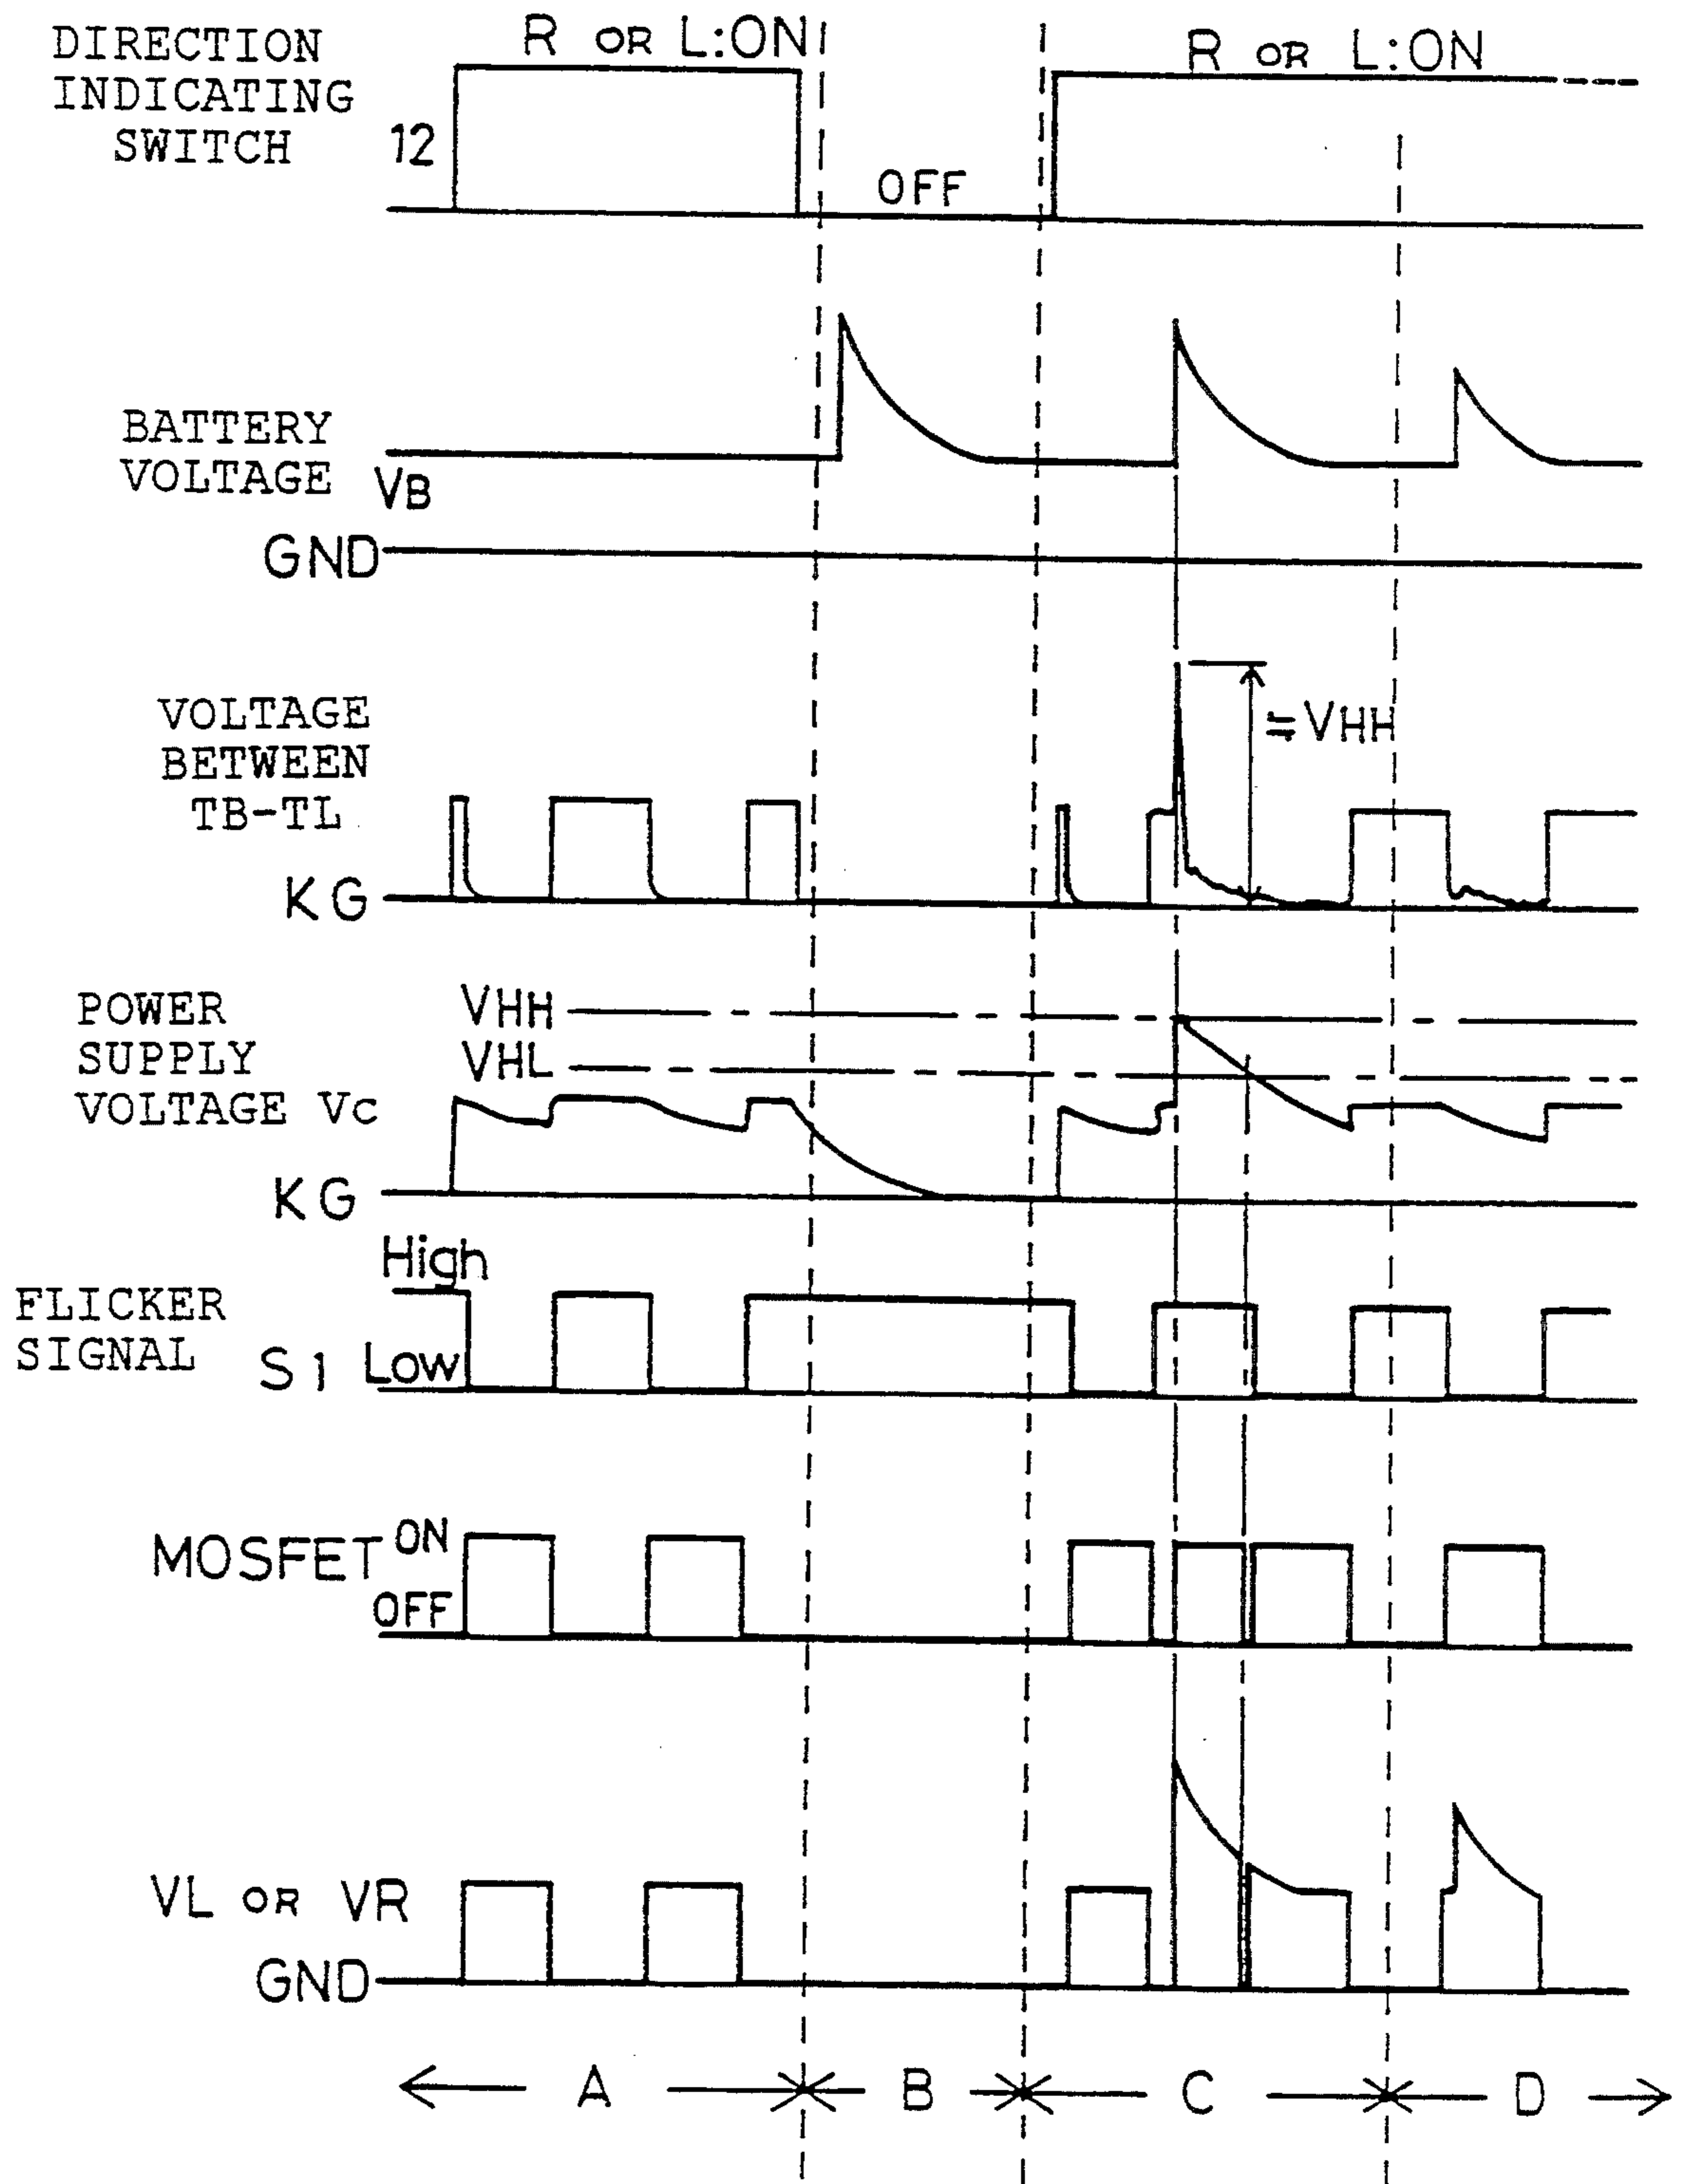 DIRECTION
INDICATING
SWITCH
12
R OR L:ON
OFF
R OR L:ON
BATTERY
VOLTAGE
VB
GND
VOLTAGE
BETWEEN
TB-TL
KG
≒VHH
POWER
SUPPLY
VOLTAGE Vc
VHH
VHL
KG
FLICKER
SIGNAL
S1
High
Low
MOSFET
ON
OFF
VL OR VR
GND
A
B
C
D